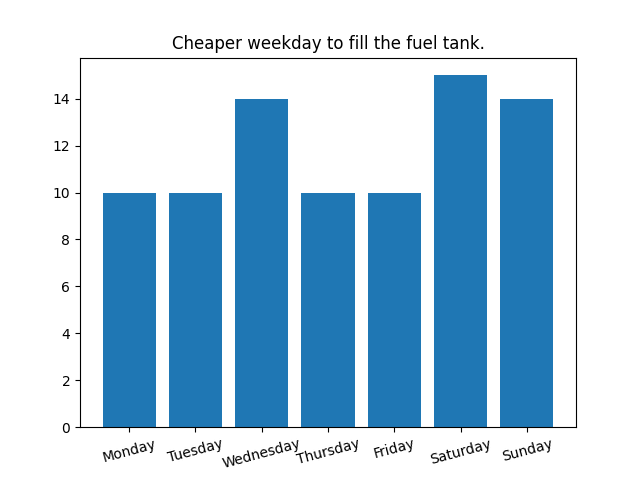 Cheaper weekday to fill the fuel tank.
14
12
10
8
6
4
2
0
Monday
Tuesday
Wednesday
Thursday
Friday
Saturday
Sunday